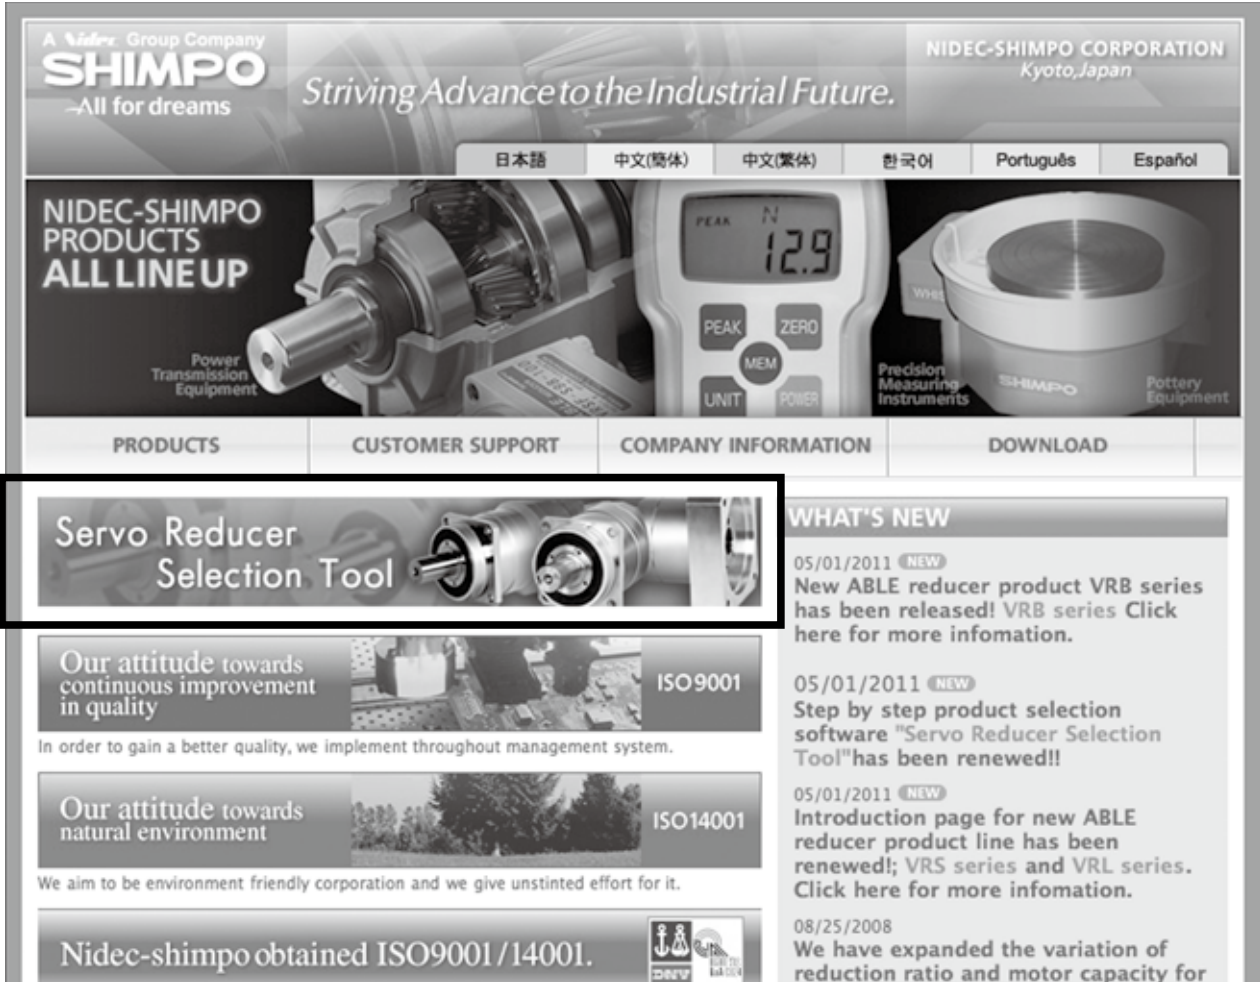 A Nidec Group Company
SHIMPO
All for dreams
Striving Advance to the Industrial Future.
NIDEC-SHIMPO CORPORATION
Kyoto,Japan
日本語
中文(簡体)
中文(繁体)
한국어
Português
Español
NIDEC-SHIMPO
PRODUCTS
ALL LINE UP
Power
Transmission
Equipment
PEAK N
12.9
PEAK
ZERO
MEM
UNIT
POWER
Precision
Measuring
Instruments
SHIMPO
Pottery
Equipment
PRODUCTS
CUSTOMER SUPPORT
COMPANY INFORMATION
DOWNLOAD
Servo Reducer
Selection Tool
Our attitude towards
continuous improvement
in quality
ISO9001
In order to gain a better quality, we implement throughout management system.
Our attitude towards
natural environment
ISO14001
We aim to be environment friendly corporation and we give unstinted effort for it.
Nidec-shimpo obtained ISO9001/14001.
DNV
WHAT'S NEW
05/01/2011 NEW
New ABLE reducer product VRB series
has been released! VRB series Click
here for more infomation.
05/01/2011 NEW
Step by step product selection
software "Servo Reducer Selection
Tool"has been renewed!!
05/01/2011 NEW
Introduction page for new ABLE
reducer product line has been
renewed!; VRS series and VRL series.
Click here for more infomation.
08/25/2008
We have expanded the variation of
reduction ratio and motor capacity for